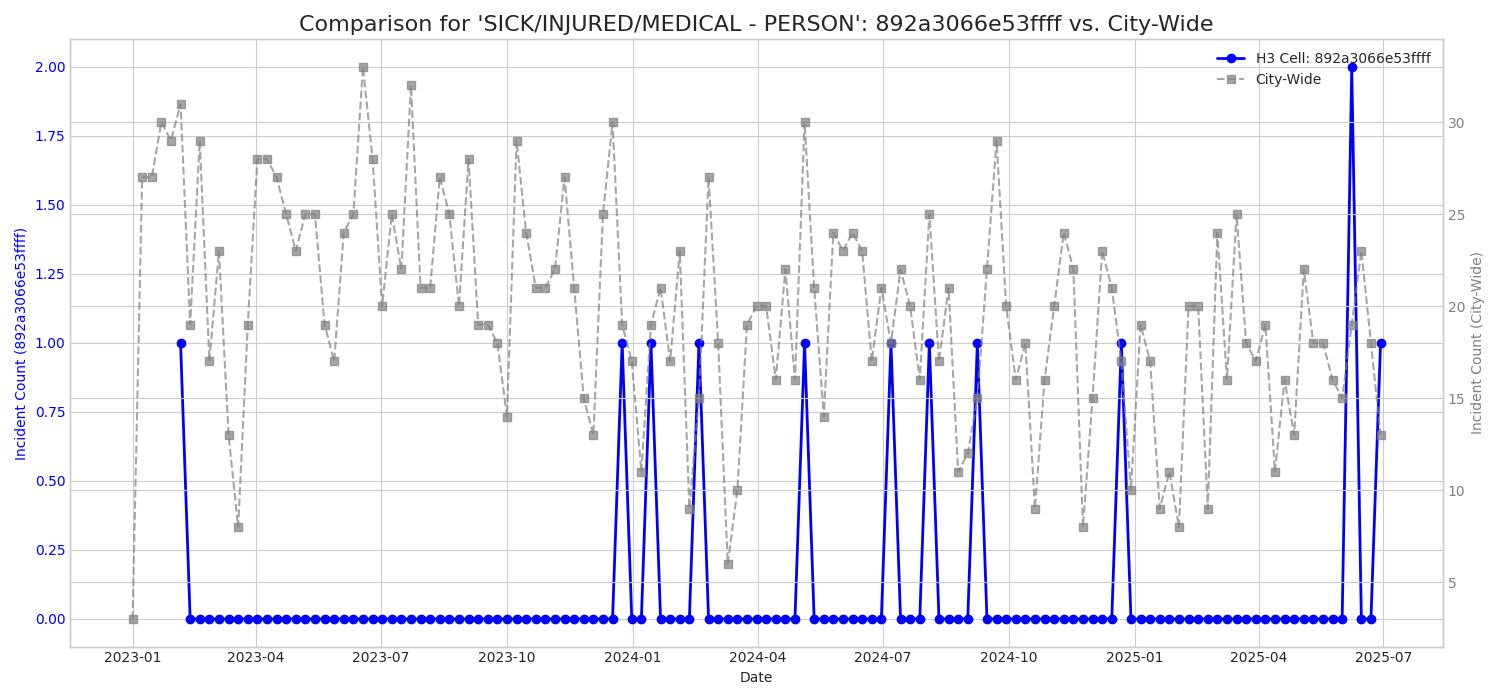 Comparison for 'SICK/INJURED/MEDICAL - PERSON': 892a3066e53ffff vs. City-Wide
H3 Cell: 892a3066e53ffff
City-Wide
Incident Count (892a3066e53ffff)
2.00
1.75
1.50
1.25
1.00
0.75
0.50
0.25
0.00
30
25
20
15
10
5
Incident Count (City-Wide)
2023-01 2023-04 2023-07 2023-10 2024-01 2024-04 2024-07 2024-10 2025-01 2025-04 2025-07
Date